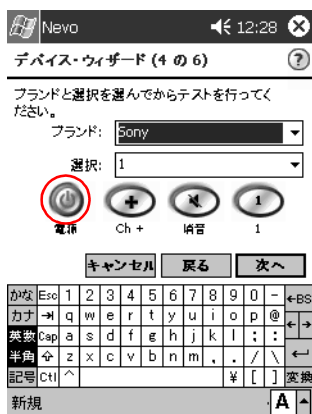 Nevo 12:28
デバイス・ウィザード (4 の 6)
?
ブランドと選択を選んでからテストを行ってく
ださい。
ブランド: Sony
選択: 1
1
電源 Ch + 消音 1
キャンセル 戻る 次へ
かな Esc 1 2 3 4 5 6 7 8 9 0 - ←BS
カナ →| q w e r t y u i o p @ ← →
英数 Cap a s d f g h j k l ; :
半角 z x c v b n m , . / \
記号 Ctl ^ ¥ [ ] 変換
新規 A